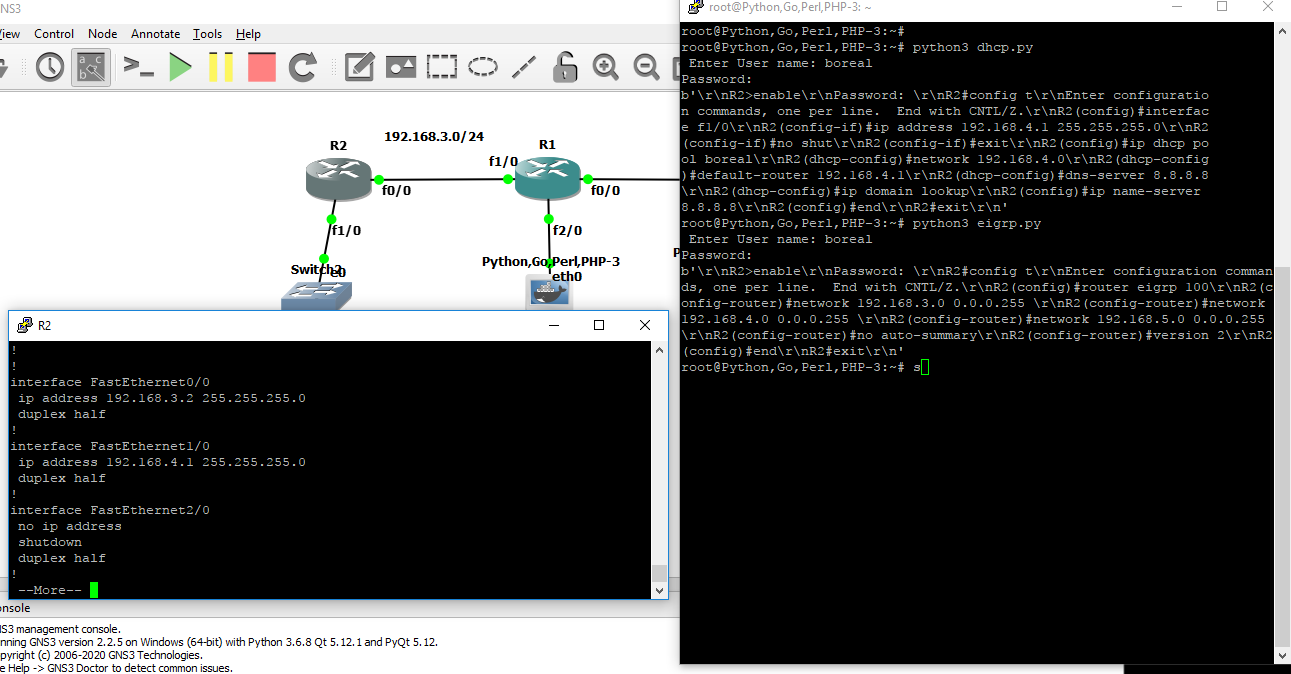 NS3
View Control Node Annotate Tools Help
192.168.3.0/24
R2
R1
f1/0
f0/0
f0/0
f1/0
f2/0
Python,Go,Perl,PHP-3
eth0
Switch2
e0
R2
!
!
interface FastEthernet0/0
 ip address 192.168.3.2 255.255.255.0
 duplex half
!
interface FastEthernet1/0
 ip address 192.168.4.1 255.255.255.0
 duplex half
!
interface FastEthernet2/0
 no ip address
 shutdown
 duplex half
!
 --More--
onsole
NS3 management console.
nning GNS3 version 2.2.5 on Windows (64-bit) with Python 3.6.8 Qt 5.12.1 and PyQt 5.12.
pyright (c) 2006-2020 GNS3 Technologies.
e Help -> GNS3 Doctor to detect common issues.
root@Python,Go,Perl,PHP-3: ~
root@Python,Go,Perl,PHP-3:~#
root@Python,Go,Perl,PHP-3:~# python3 dhcp.py
 Enter User name: boreal
Password:
b'\r\nR2>enable\r\nPassword: \r\nR2#config t\r\nEnter configuratio
n commands, one per line.  End with CNTL/Z.\r\nR2(config)#interfac
e f1/0\r\nR2(config-if)#ip address 192.168.4.1 255.255.255.0\r\nR2
(config-if)#no shut\r\nR2(config-if)#exit\r\nR2(config)#ip dhcp po
ol boreal\r\nR2(dhcp-config)#network 192.168.4.0\r\nR2(dhcp-config
)#default-router 192.168.4.1\r\nR2(dhcp-config)#dns-server 8.8.8.8
\r\nR2(dhcp-config)#ip domain lookup\r\nR2(config)#ip name-server
8.8.8.8\r\nR2(config)#end\r\nR2#exit\r\n'
root@Python,Go,Perl,PHP-3:~# python3 eigrp.py
 Enter User name: boreal
Password:
b'\r\nR2>enable\r\nPassword: \r\nR2#config t\r\nEnter configuration comman
ds, one per line.  End with CNTL/Z.\r\nR2(config)#router eigrp 100\r\nR2(c
onfig-router)#network 192.168.3.0 0.0.0.255 \r\nR2(config-router)#network
192.168.4.0 0.0.0.255 \r\nR2(config-router)#network 192.168.5.0 0.0.0.255
\r\nR2(config-router)#no auto-summary\r\nR2(config-router)#version 2\r\nR2
(config)#end\r\nR2#exit\r\n'
root@Python,Go,Perl,PHP-3:~# s